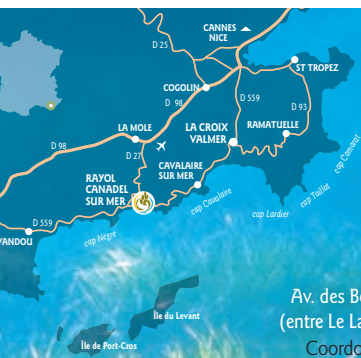 CANNES
NICE
D 25
ST TROPEZ
COGOLIN
D 98
D 559
D 93
LA MOLE
LA CROIX
VALMER
RAMATUELLE
D 98
D 27
CAVALAIRE
SUR MER
cap Camarat
RAYOL
CANADEL
SUR MER
cap Taillat
cap Cavalaire
cap Lardier
D 559
VANDOU
cap Nègre
Île du Levant
Île de Port-Cros
Av. des Be
(entre Le La
Coordo